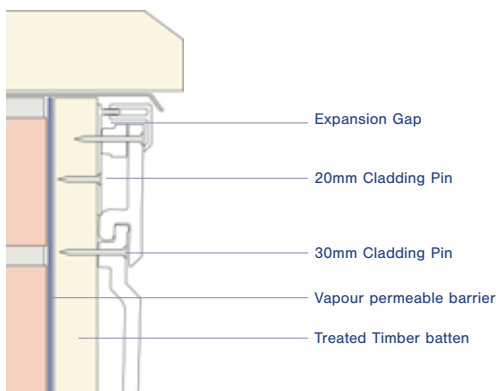 Expansion Gap
20mm Cladding Pin
30mm Cladding Pin
Vapour permeable barrier
Treated Timber batten